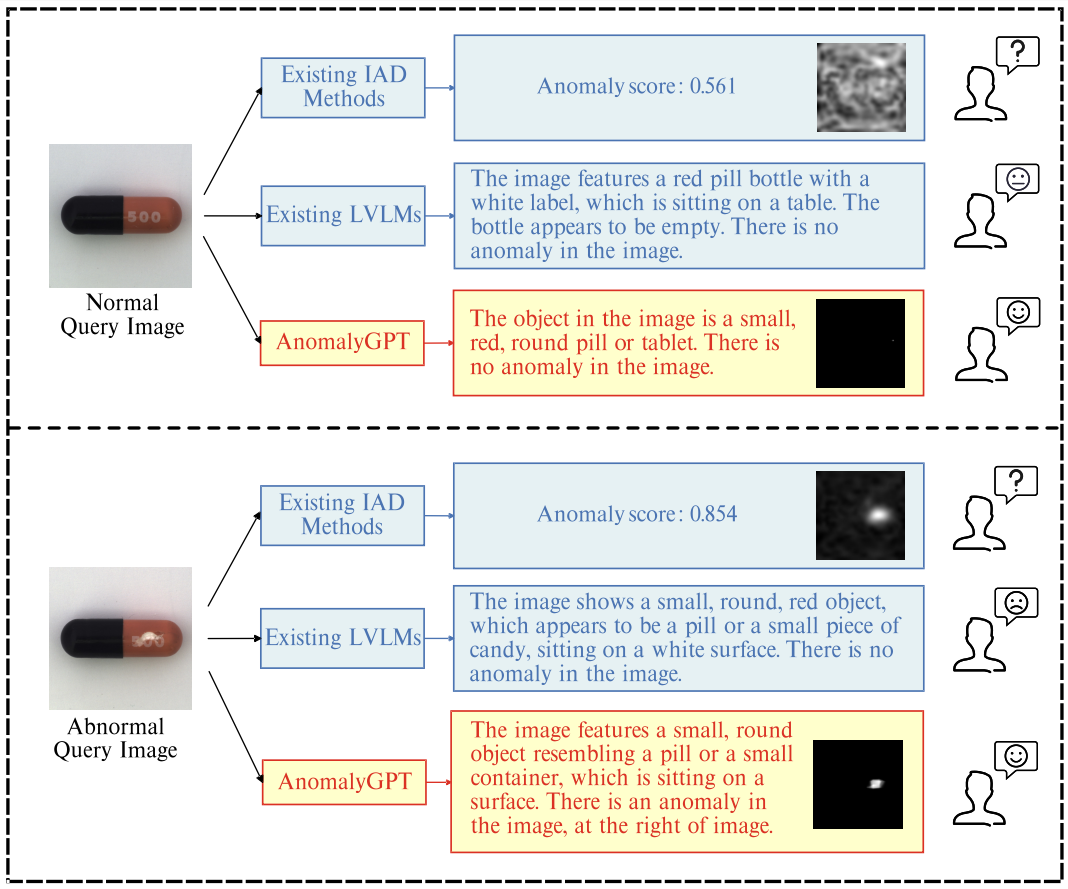 Existing IAD
Methods
Anomaly score: 0.561
?
500
Existing LVLMs
The image features a red pill bottle with a
white label, which is sitting on a table. The
bottle appears to be empty. There is no
anomaly in the image.
Normal
Query Image
AnomalyGPT
The object in the image is a small,
red, round pill or tablet. There is
no anomaly in the image.
Existing IAD
Methods
Anomaly score: 0.854
?
500
Existing LVLMs
The image shows a small, round, red object,
which appears to be a pill or a small piece of
candy, sitting on a white surface. There is no
anomaly in the image.
Abnormal
Query Image
AnomalyGPT
The image features a small, round
object resembling a pill or a small
container, which is sitting on a
surface. There is an anomaly in
the image, at the right of image.